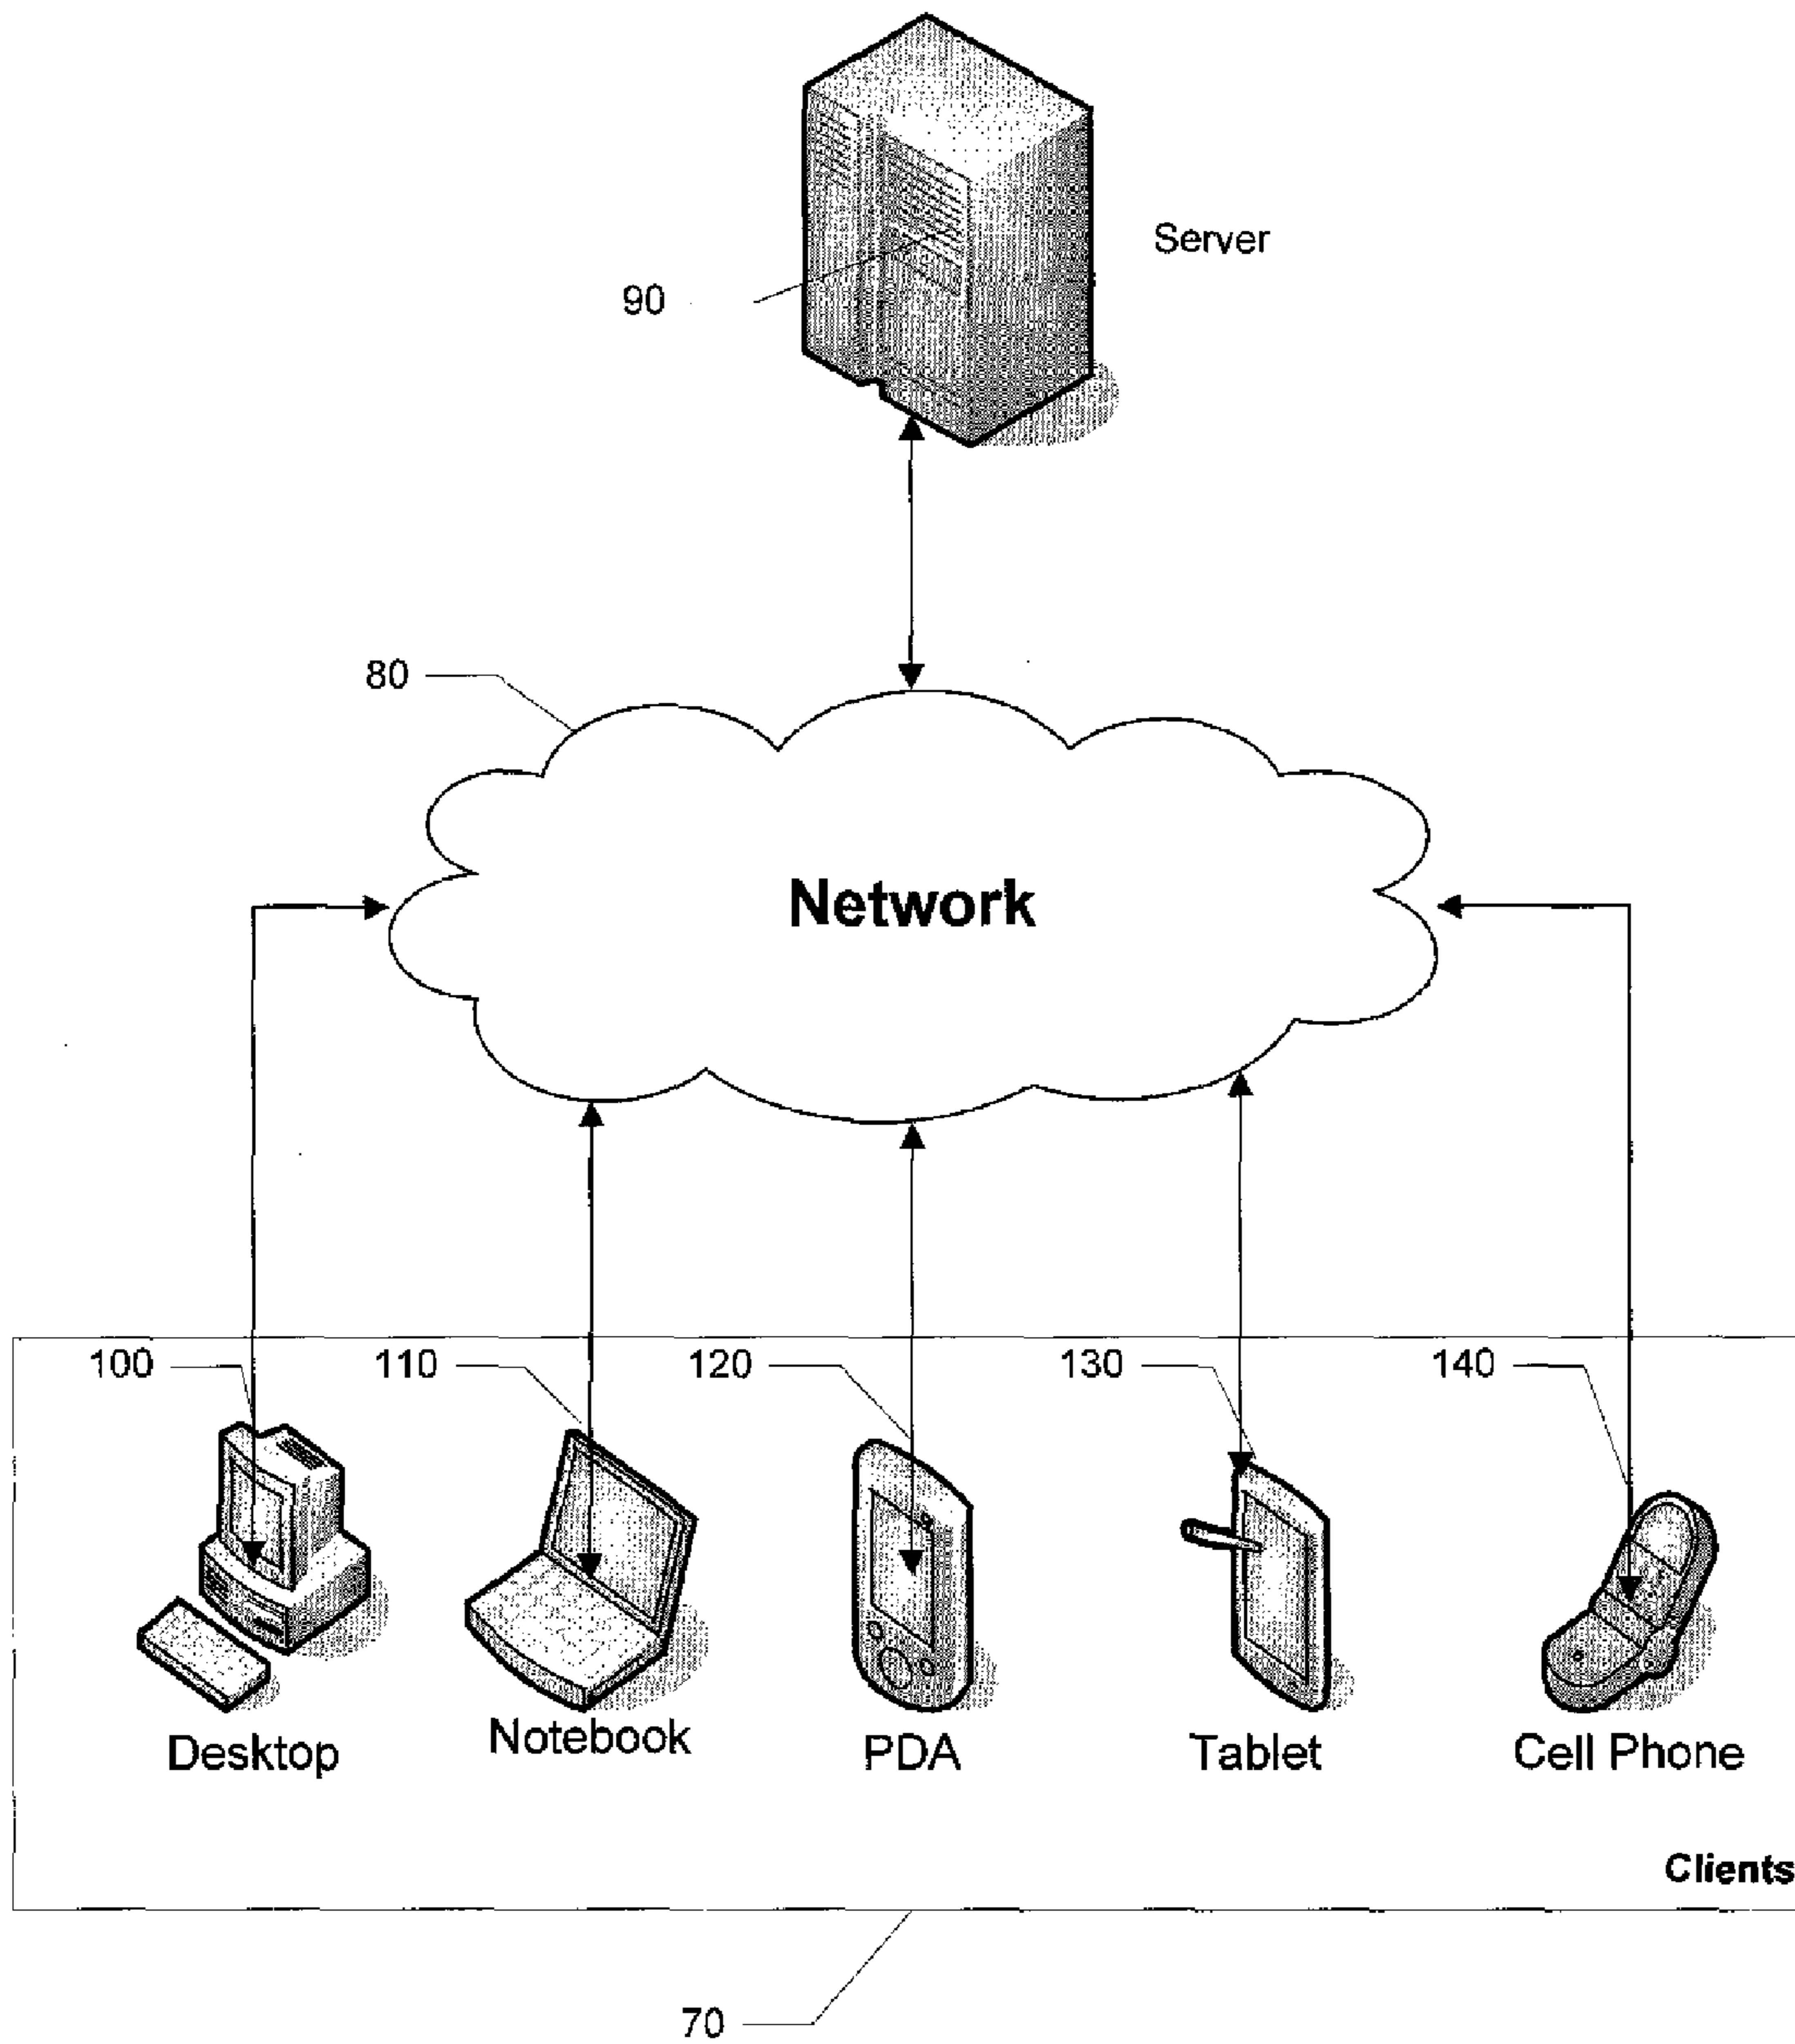 Server
90
80
Network
100
110
120
130
140
Desktop
Notebook
PDA
Tablet
Cell Phone
Clients
70